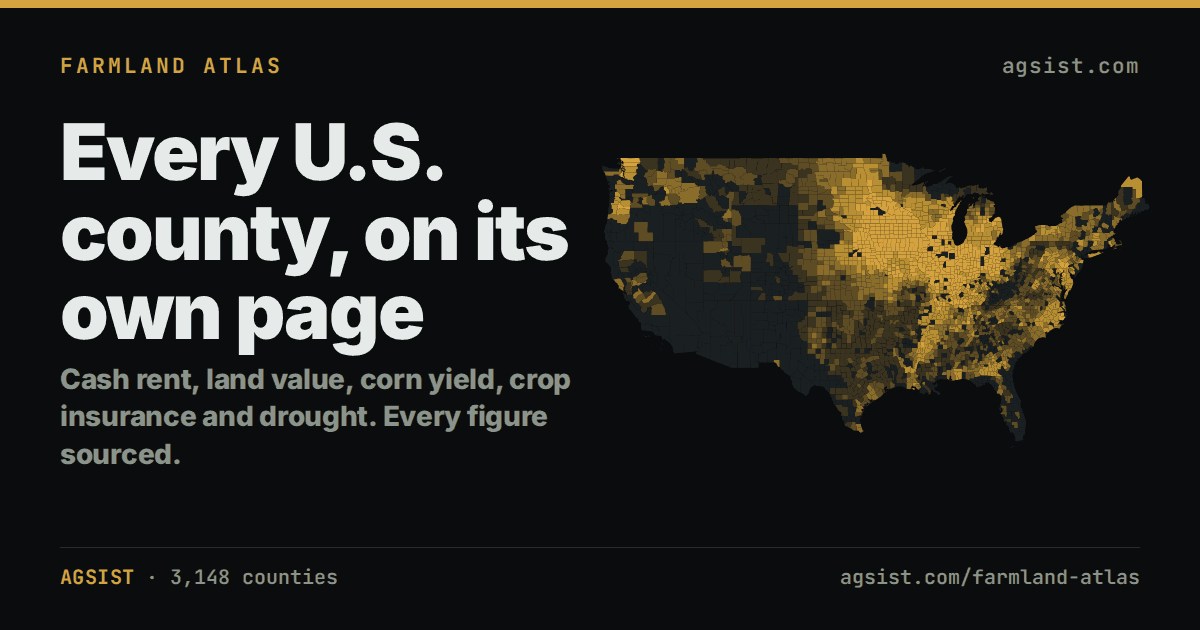 FARMLAND ATLAS
agsist.com
Every U.S.
county, on its
own page
Cash rent, land value, corn yield, crop
insurance and drought. Every figure
sourced.
AGSIST · 3,148 counties
agsist.com/farmland-atlas